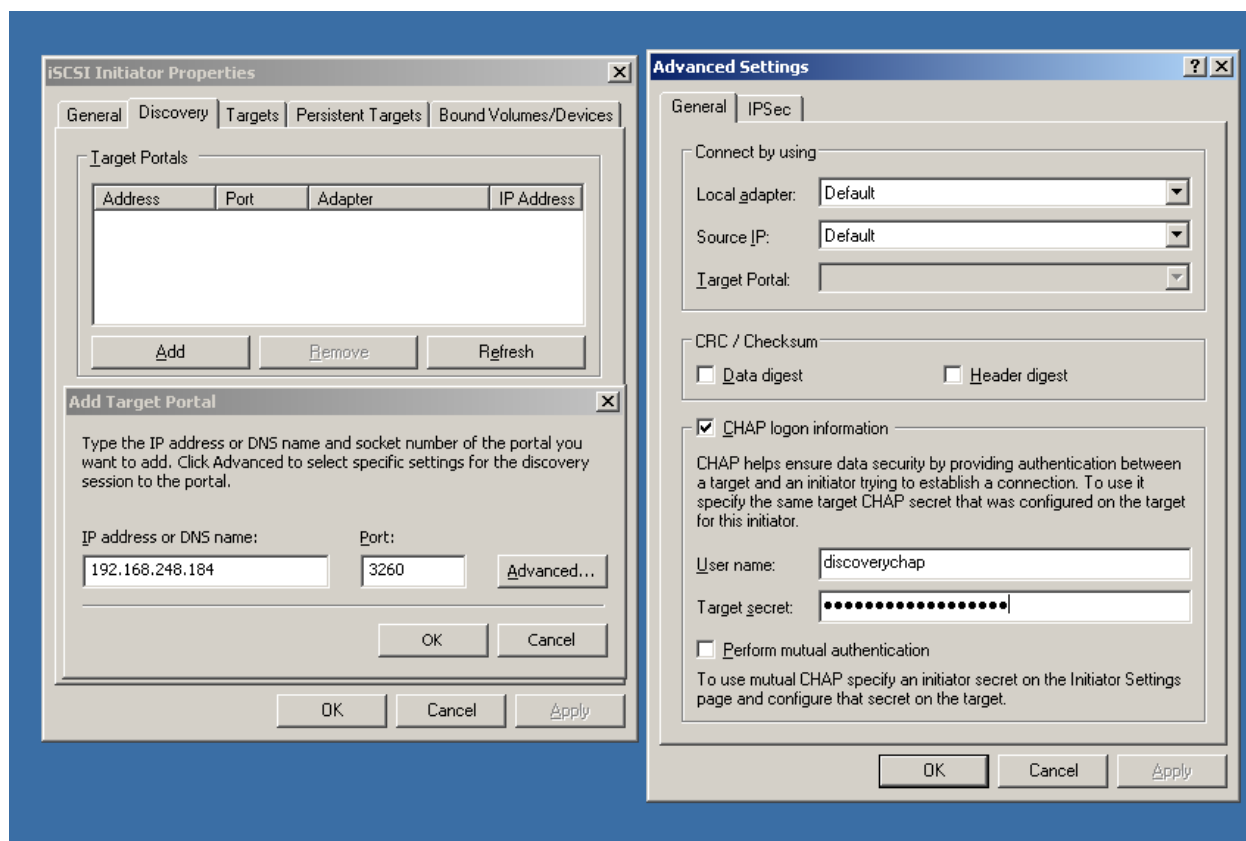 iSCSI Initiator Properties
General Discovery Targets Persistent Targets Bound Volumes/Devices
Target Portals
Address Port Adapter IP Address
Add Remove Refresh
Add Target Portal
Type the IP address or DNS name and socket number of the portal you
want to add. Click Advanced to select specific settings for the discovery
session to the portal.
IP address or DNS name: Port:
192.168.248.184 3260 Advanced...
OK Cancel
OK Cancel Apply
Advanced Settings
General IPSec
Connect by using
Local adapter: Default
Source IP: Default
Target Portal:
CRC / Checksum
Data digest Header digest
CHAP logon information
CHAP helps ensure data security by providing authentication between
a target and an initiator trying to establish a connection. To use it
specify the same target CHAP secret that was configured on the target
for this initiator.
User name: discoverychap
Target secret: ●●●●●●●●●●●●●●●●●●
Perform mutual authentication
To use mutual CHAP specify an initiator secret on the Initiator Settings
page and configure that secret on the target.
OK Cancel Apply